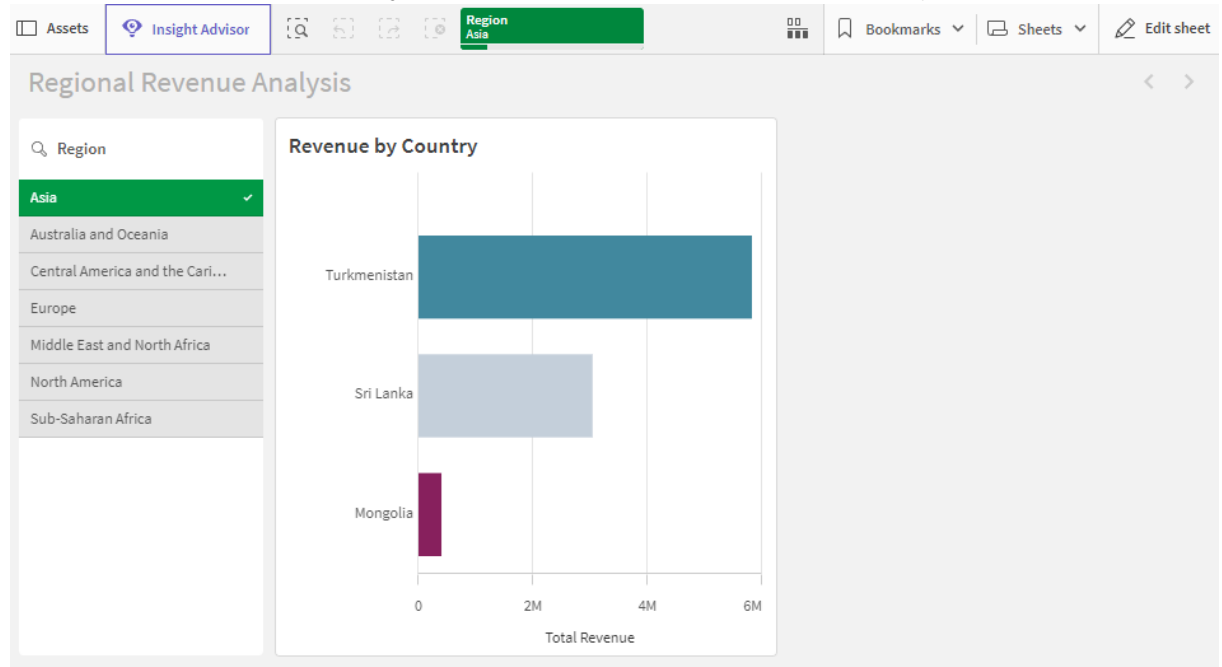 Assets
Insight Advisor
Region
Asia
Bookmarks
Sheets
Edit sheet
Regional Revenue Analysis
Region
Asia
Australia and Oceania
Central America and the Cari...
Europe
Middle East and North Africa
North America
Sub-Saharan Africa
Revenue by Country
Turkmenistan
Sri Lanka
Mongolia
0 2M 4M 6M
Total Revenue